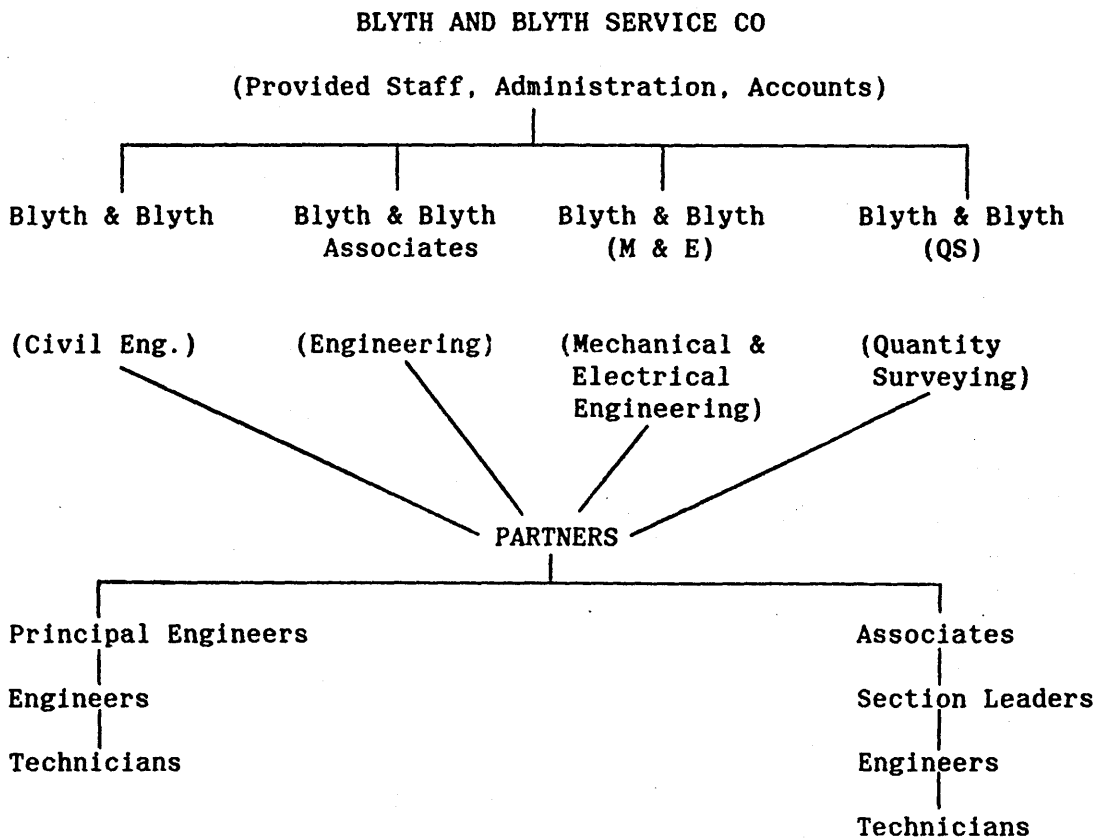 BLYTH AND BLYTH SERVICE CO
(Provided Staff, Administration, Accounts)
Blyth & Blyth
Blyth & Blyth
Associates
Blyth & Blyth
(M & E)
Blyth & Blyth
(QS)
(Civil Eng.)
(Engineering)
(Mechanical &
Electrical
Engineering)
(Quantity
Surveying)
PARTNERS
Principal Engineers
Engineers
Technicians
Associates
Section Leaders
Engineers
Technicians